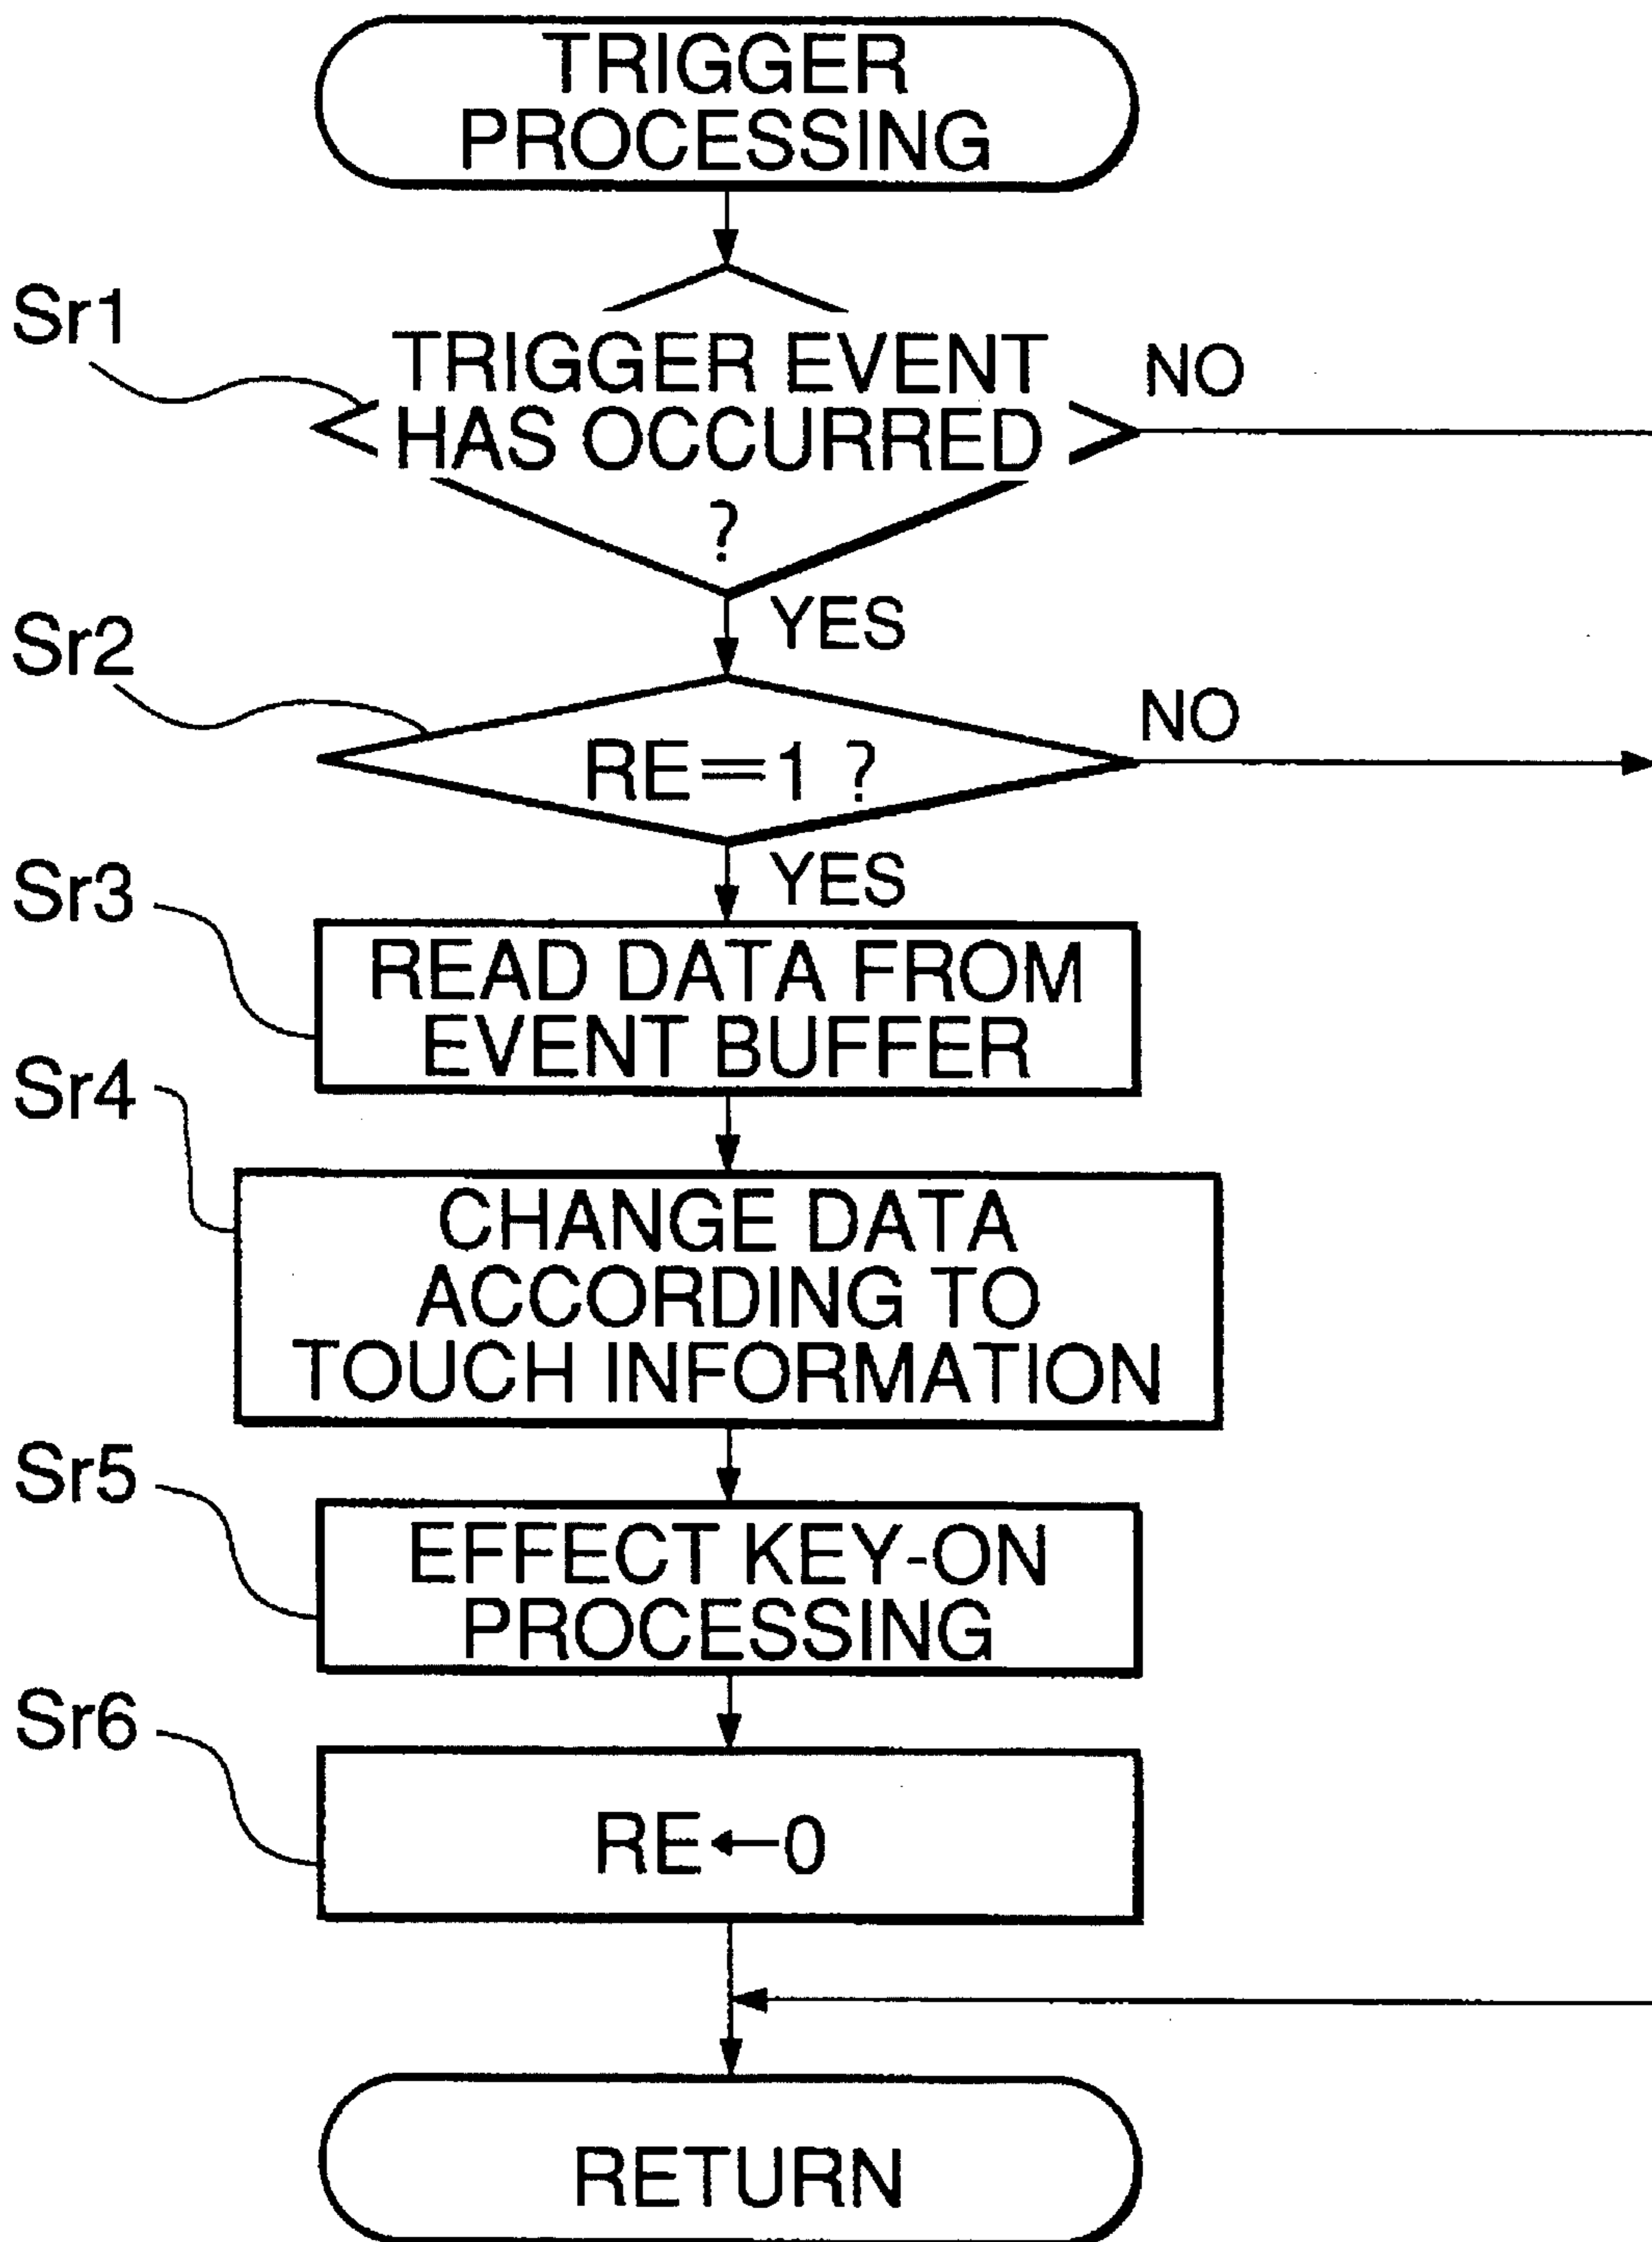 TRIGGER
PROCESSING
Sr1
TRIGGER EVENT
HAS OCCURRED
?
NO
YES
Sr2
RE=1 ?
NO
YES
Sr3
READ DATA FROM
EVENT BUFFER
Sr4
CHANGE DATA
ACCORDING TO
TOUCH INFORMATION
Sr5
EFFECT KEY-ON
PROCESSING
Sr6
RE←0
RETURN